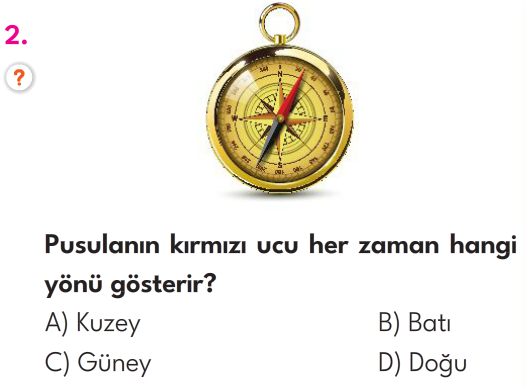 2.
?
N
W
E
S
Pusulanın kırmızı ucu her zaman hangi
yönü gösterir?
A) Kuzey
B) Batı
C) Güney
D) Doğu